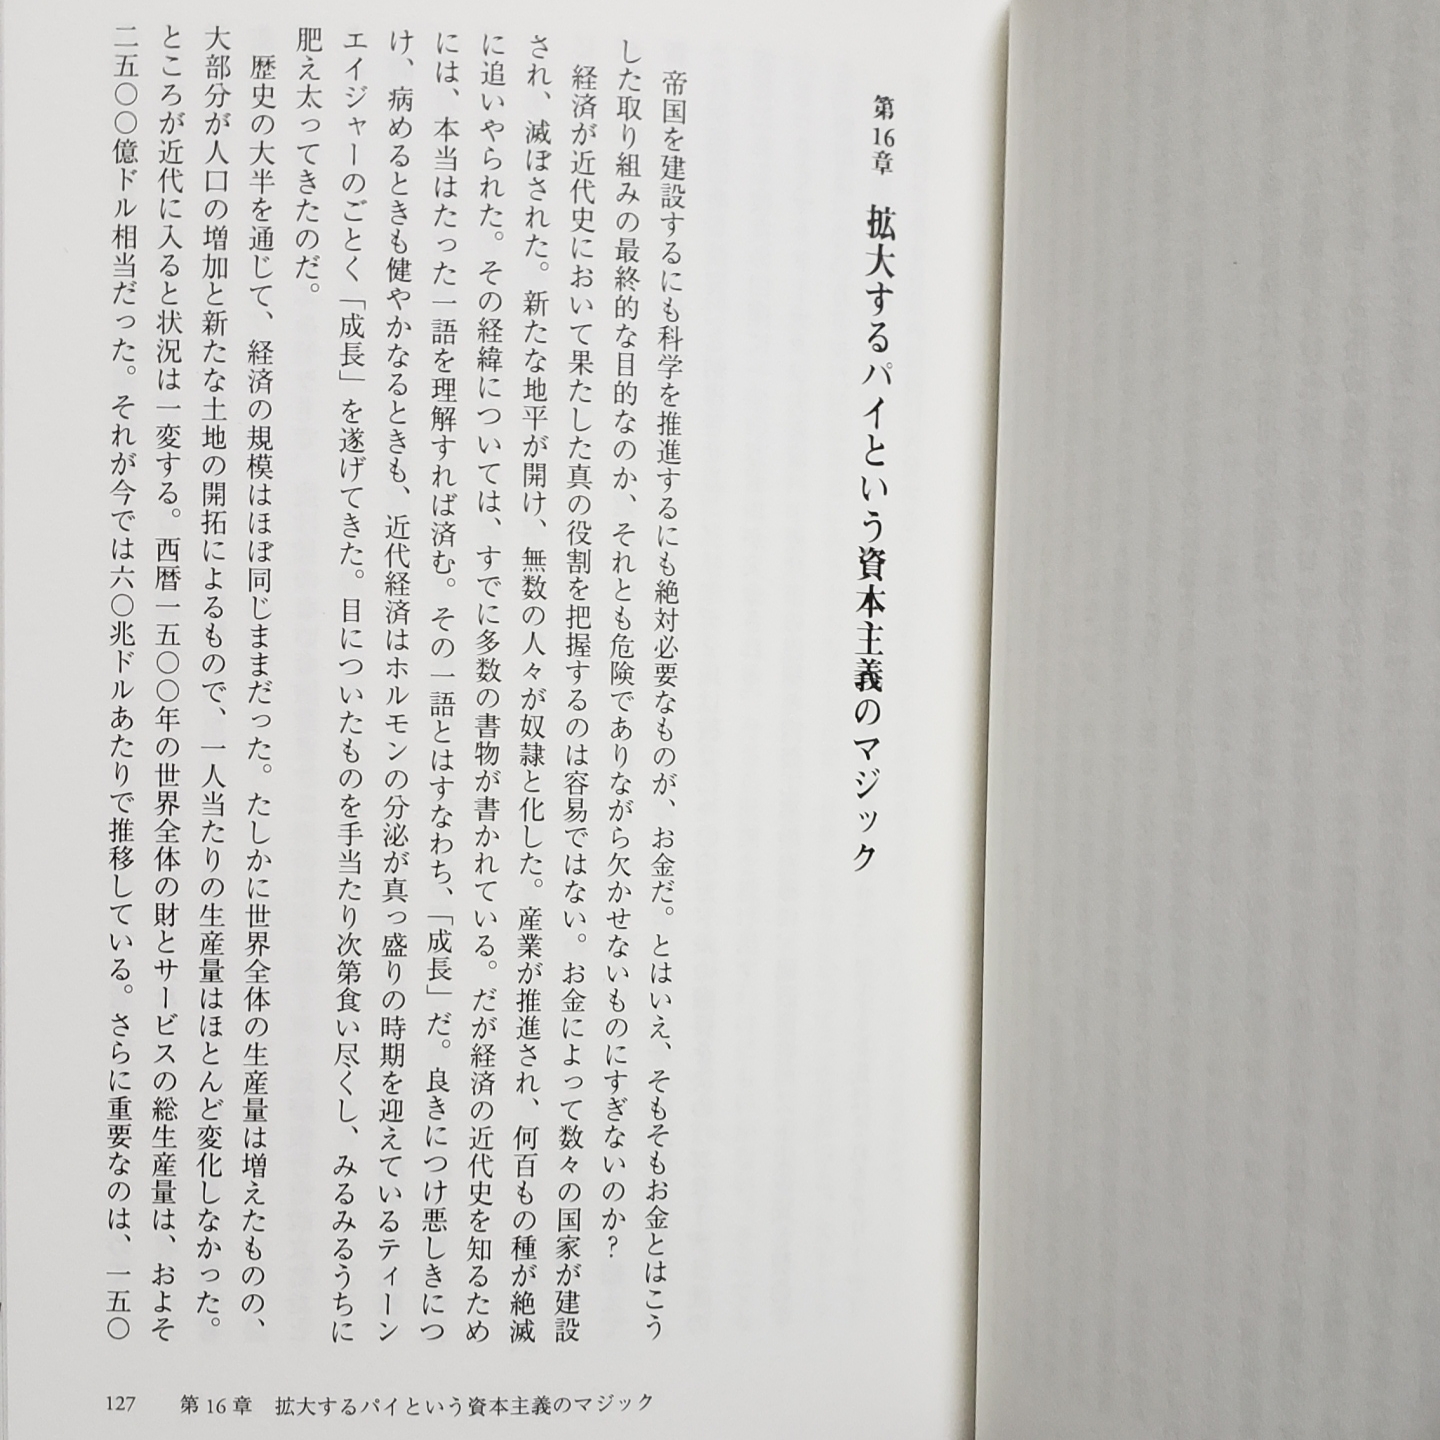 第16章　拡大するパイという資本主義のマジック
帝国を建設するにも科学を推進するにも絶対必要なものが、お金だ。とはいえ、そもそもお金とはこう
した取り組みの最終的な目的なのか、それとも危険でありながら欠かせないものにすぎないのか？
経済が近代史において果たした真の役割を把握するのは容易ではない。お金によって数々の国家が建設
され、滅ぼされた。新たな地平が開け、無数の人々が奴隷と化した。産業が推進され、何百もの種が絶滅
に追いやられた。その経緯については、すでに多数の書物が書かれている。だが経済の近代史を知るため
には、本当はたった一語を理解すれば済む。その一語とはすなわち、「成長」だ。良きにつけ悪しきにつ
け、病めるときも健やかなるときも、近代経済はホルモンの分泌が真っ盛りの時期を迎えているティーン
エイジャーのごとく「成長」を遂げてきた。目についたものを手当たり次第食い尽くし、みるみるうちに
肥え太ってきたのだ。
歴史の大半を通じて、経済の規模はほぼ同じままだった。たしかに世界全体の生産量は増えたものの、
大部分が人口の増加と新たな土地の開拓によるもので、一人当たりの生産量はほとんど変化しなかった。
ところが近代に入ると状況は一変する。西暦一五〇〇年の世界全体の財とサービスの総生産量は、およそ
二五〇〇億ドル相当だった。それが今では六〇兆ドルあたりで推移している。さらに重要なのは、一五〇
127　第16章　拡大するパイという資本主義のマジック